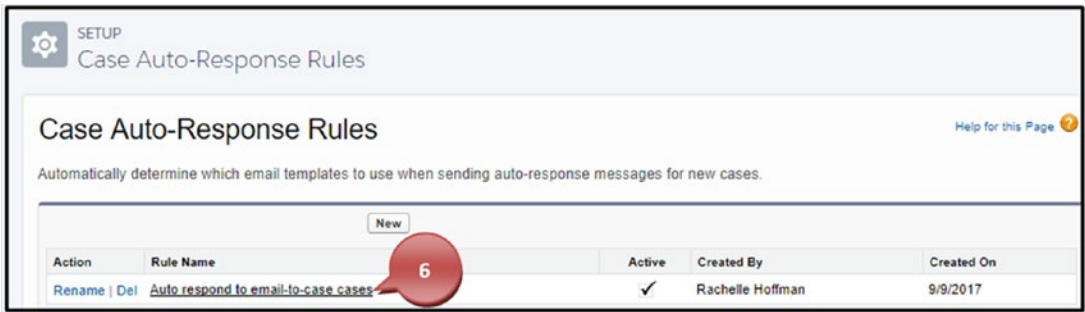 SETUP
Case Auto-Response Rules
Case Auto-Response Rules
Help for this Page ?
Automatically determine which email templates to use when sending auto-response messages for new cases.
New
Action Rule Name Active Created By Created On
6
Rename | Del Auto respond to email-to-case cases ✓ Rachelle Hoffman 9/9/2017